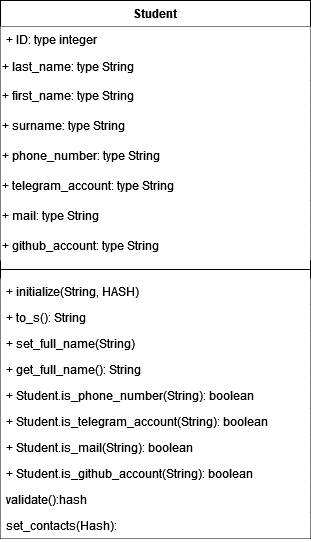 Student
+ ID: type integer
+ last_name: type String
+ first_name: type String
+ surname: type String
+ phone_number: type String
+ telegram_account: type String
+ mail: type String
+ github_account: type String
+ initialize(String, HASH)
+ to_s(): String
+ set_full_name(String)
+ get_full_name(): String
+ Student.is_phone_number(String): boolean
+ Student.is_telegram_account(String): boolean
+ Student.is_mail(String): boolean
+ Student.is_github_account(String): boolean
validate():hash
set_contacts(Hash):